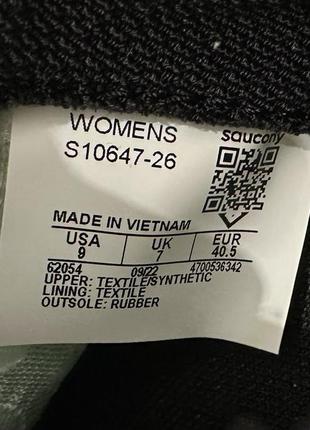 WOMENS saucony
S10647-26
MADE IN VIETNAM
USA UK EUR
9 7 40.5
62054 09/22 4700536342
UPPER: TEXTILE/SYNTHETIC
LINING: TEXTILE
OUTSOLE: RUBBER